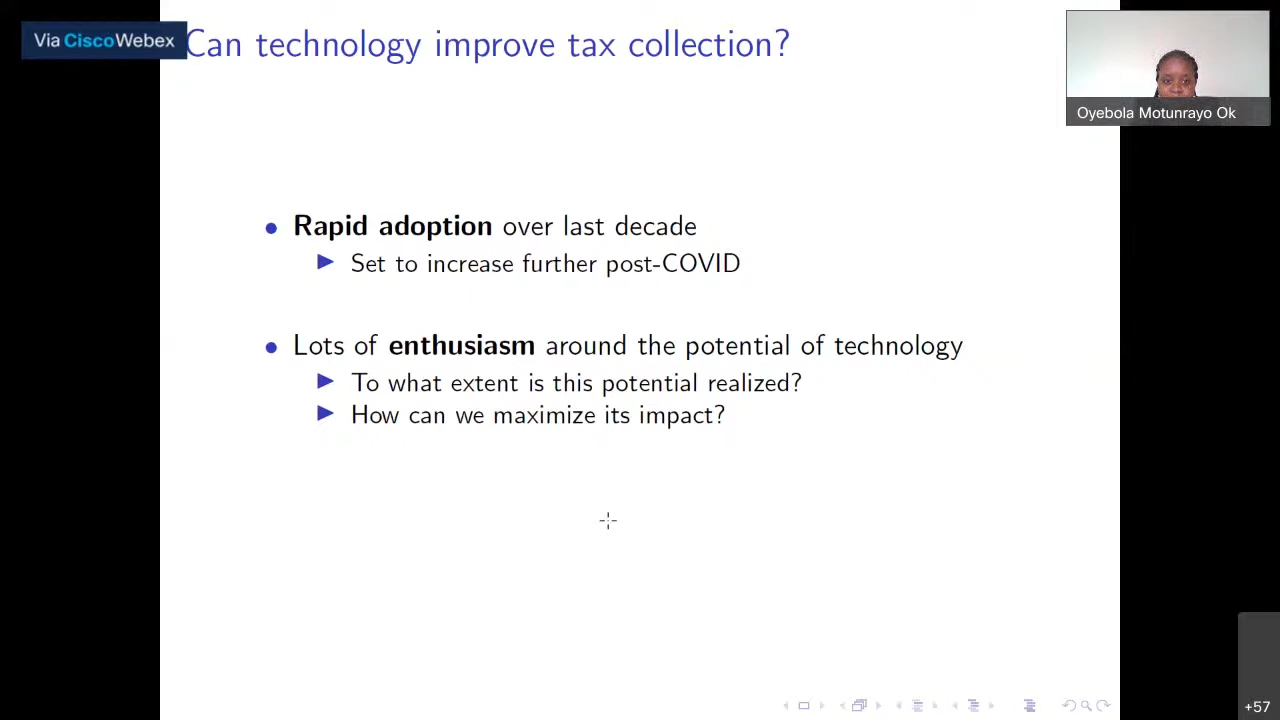 Via CiscoWebex
Can technology improve tax collection?
Oyebola Motunrayo Ok
Rapid adoption over last decade
Set to increase further post-COVID
Lots of enthusiasm around the potential of technology
To what extent is this potential realized?
How can we maximize its impact?
+57